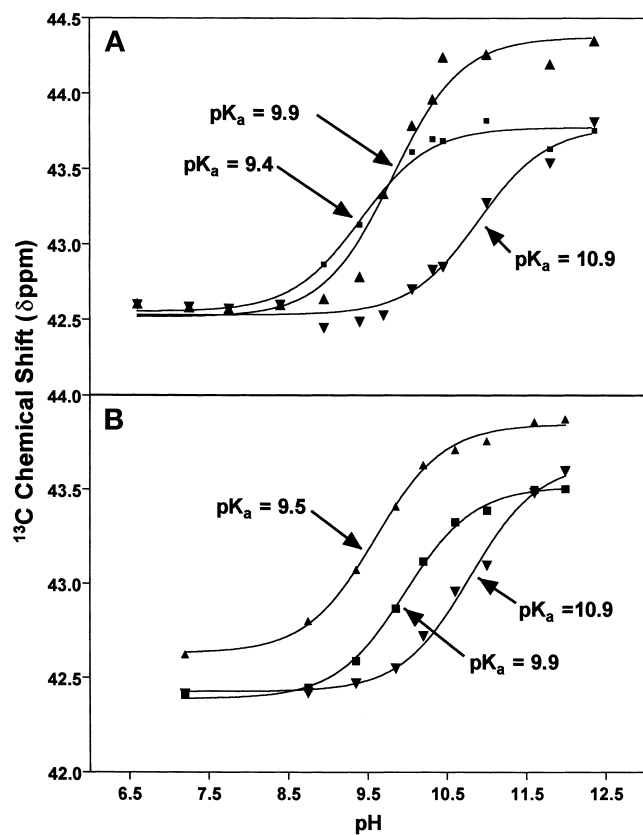 A
44.5
44.0
43.5
43.0
42.5
44.0
pKa = 9.9
pKa = 9.4
pKa = 10.9
B
43.5
43.0
42.5
42.0
pKa = 9.5
pKa =10.9
pKa = 9.9
13C Chemical Shift (δppm)
6.5 7.5 8.5 9.5 10.5 11.5 12.5
pH